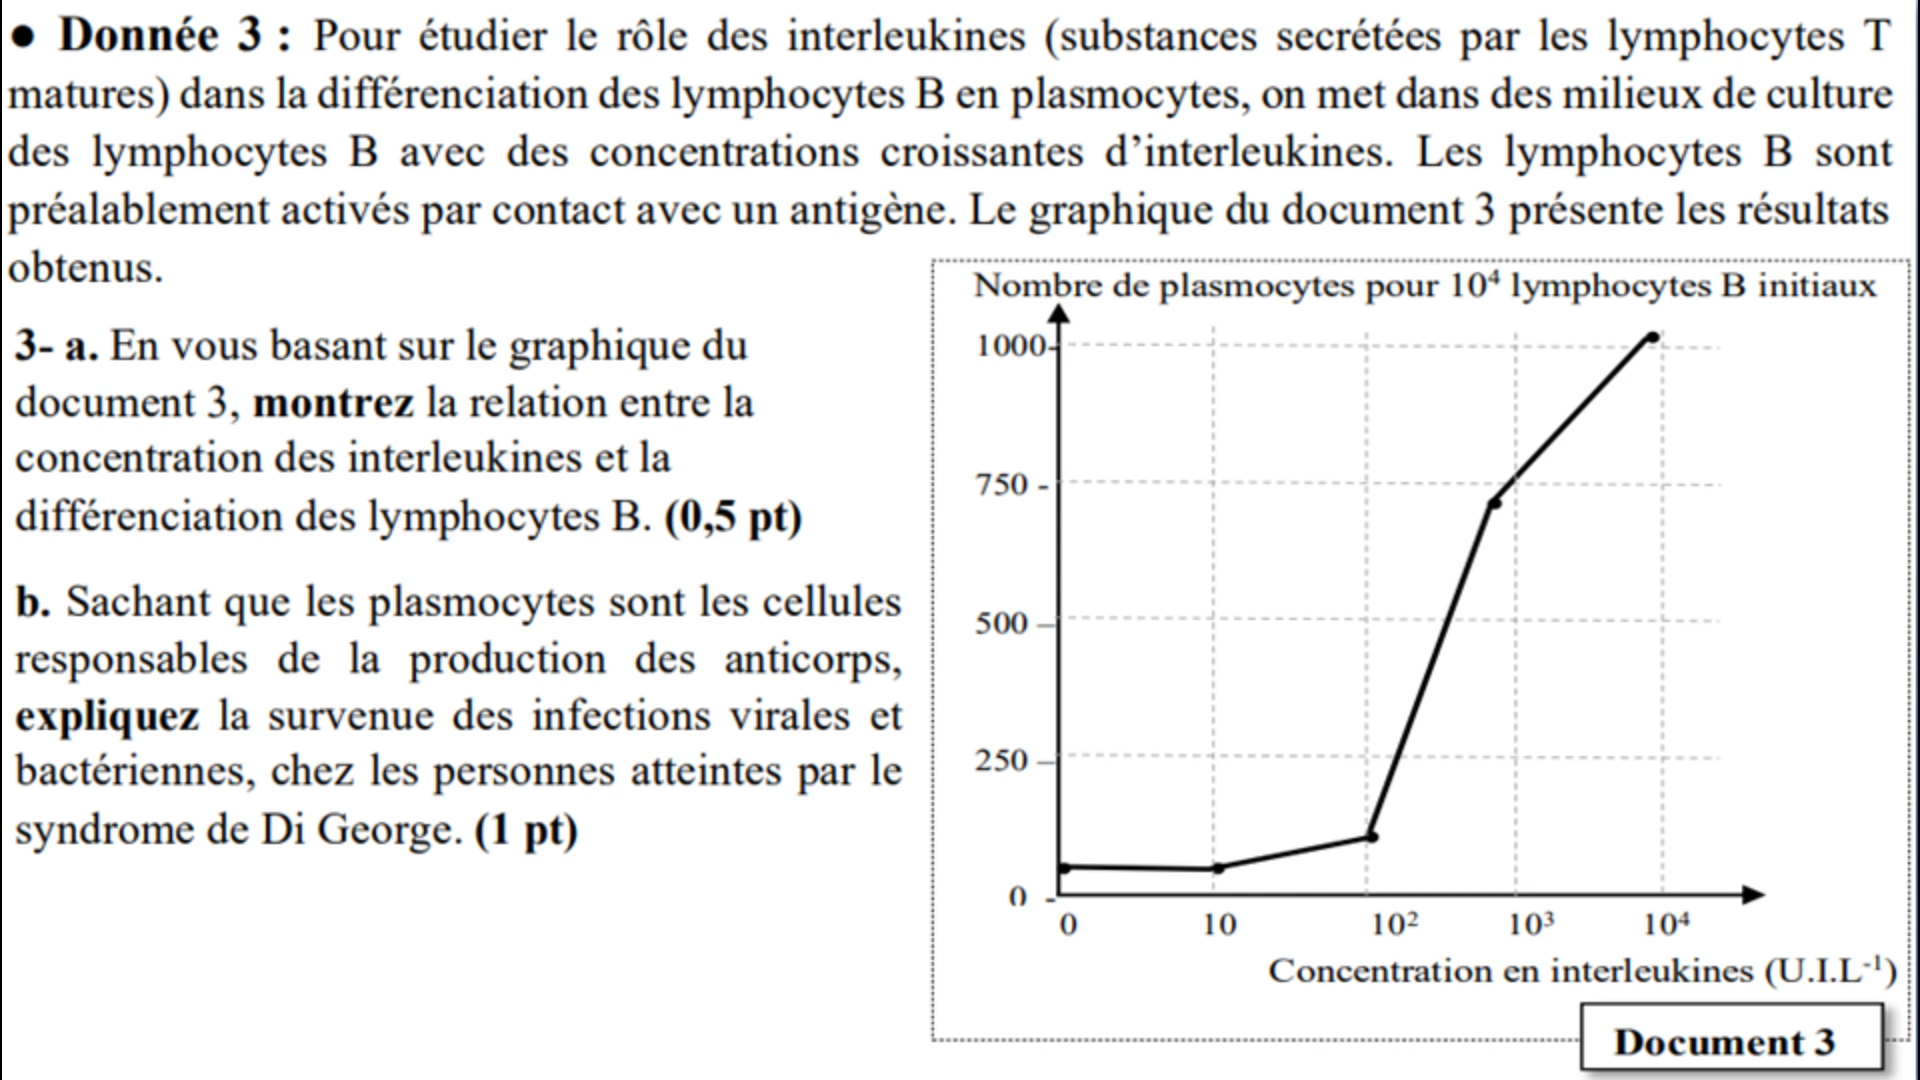 ● Donnée 3 : Pour étudier le rôle des interleukines (substances secrétées par les lymphocytes T
matures) dans la différenciation des lymphocytes B en plasmocytes, on met dans des milieux de culture
des lymphocytes B avec des concentrations croissantes d’interleukines. Les lymphocytes B sont
préalablement activés par contact avec un antigène. Le graphique du document 3 présente les résultats
obtenus.
3- a. En vous basant sur le graphique du
document 3, montrez la relation entre la
concentration des interleukines et la
différenciation des lymphocytes B. (0,5 pt)
b. Sachant que les plasmocytes sont les cellules
responsables de la production des anticorps,
expliquez la survenue des infections virales et
bactériennes, chez les personnes atteintes par le
syndrome de Di George. (1 pt)
Nombre de plasmocytes pour 10⁴ lymphocytes B initiaux
1000
750
500
250
0
0 10 10² 10³ 10⁴
Concentration en interleukines (U.I.L⁻¹)
Document 3